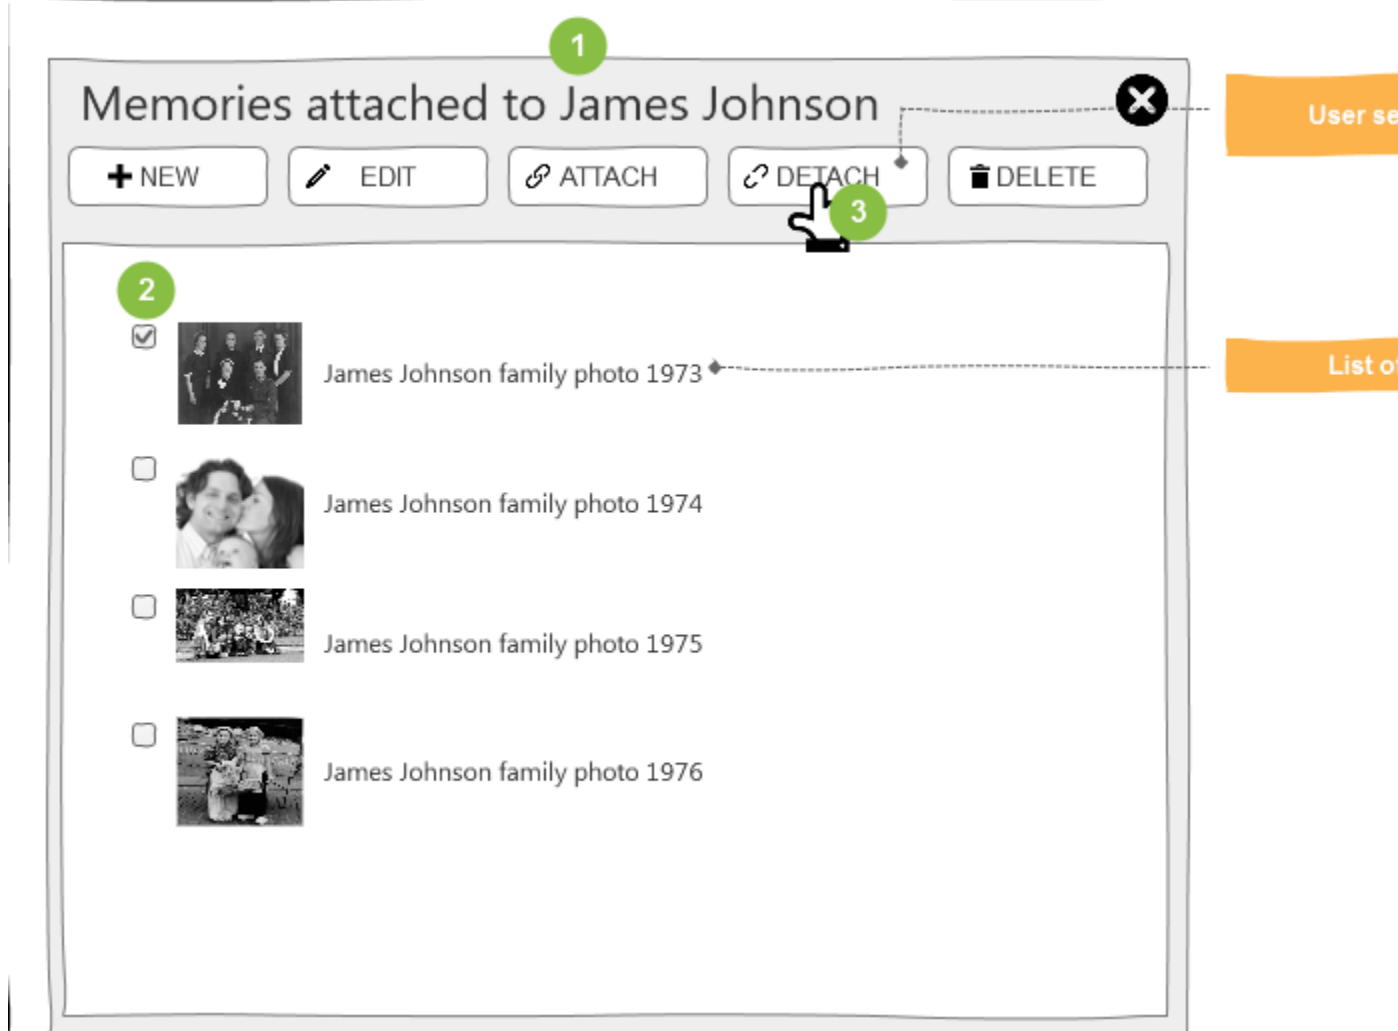 1
Memories attached to James Johnson
User se
NEW EDIT ATTACH DETACH DELETE
3
2
James Johnson family photo 1973
List of
James Johnson family photo 1974
James Johnson family photo 1975
James Johnson family photo 1976